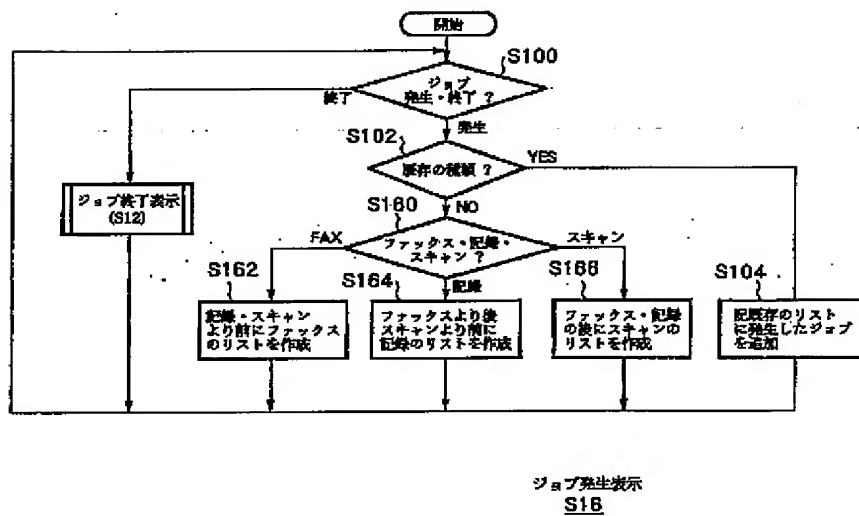 開始
S100
ジョブ
発生・終了 ?
終了
発生
S102
既存の種類 ?
YES
NO
ジョブ終了表示
(S12)
S160
ファックス・記録・
スキャン ?
FAX
記録
スキャン
S162
記録・スキャン
より前にファックス
のリストを作成
S164
ファックスより後
スキャンより前に
記録のリストを作成
S166
ファックス・記録
の後にスキャンの
リストを作成
S104
記既存のリスト
に発生したジョブ
を追加
ジョブ発生表示
S16